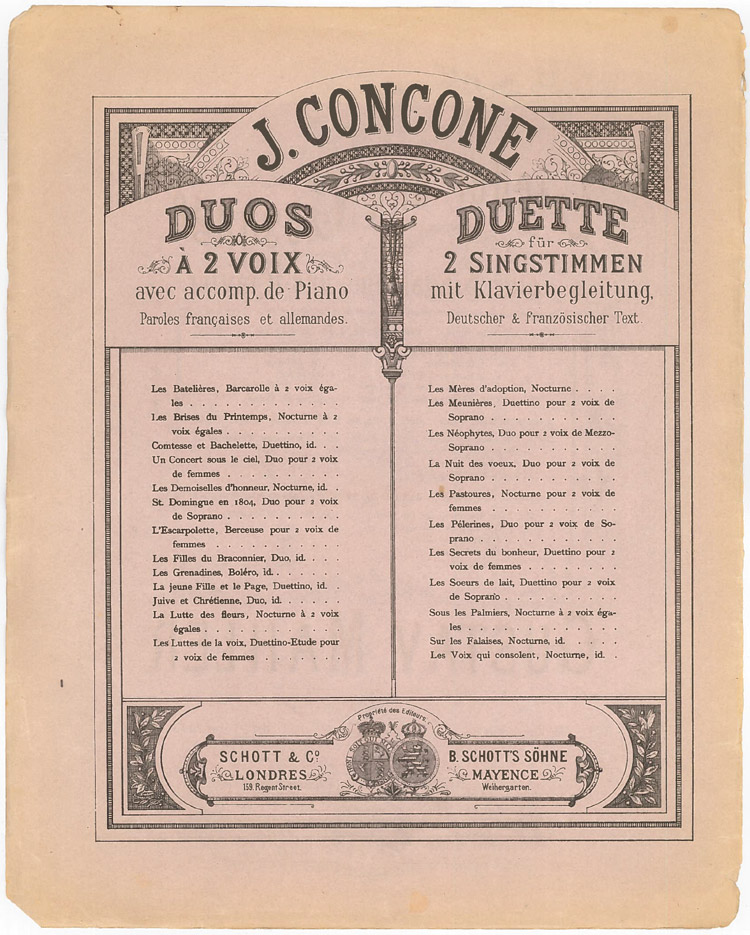 J. CONCONE
DUOS
À 2 VOIX
avec accomp. de Piano
Paroles françaises et allemandes.
DUETTE
für
2 SINGSTIMMEN
mit Klavierbegleitung,
Deutscher & französischer Text.
Les Batelières, Barcarolle à 2 voix éga-
les . . . . . . . . . . . . .
Les Brises du Printemps, Nocturne à 2
voix égales . . . . . . . . .
Comtesse et Bachelette, Duettino, id. . .
Un Concert sous le ciel, Duo pour 2 voix
de femmes . . . . . . . . .
Les Demoiselles d'honneur, Nocturne, id. .
St. Domingue en 1804, Duo pour 2 voix
de Soprano . . . . . . . . .
L'Escarpolette, Berceuse pour 2 voix de
femmes . . . . . . . . . . .
Les Filles du Braconnier, Duo, id. . . .
Les Grenadines, Boléro, id. . . . . . .
La jeune Fille et le Page, Duettino, id. .
Juive et Chrétienne, Duo, id. . . . . .
La Lutte des fleurs, Nocturne à 2 voix
égales . . . . . . . . . . .
Les Luttes de la voix, Duettino-Etude pour
2 voix de femmes . . . . . .
Les Mères d'adoption, Nocturne . . . .
Les Meunières, Duettino pour 2 voix de
Soprano . . . . . . . . . .
Les Néophytes, Duo pour 2 voix de Mezzo-
Soprano . . . . . . . . . .
La Nuit des voeux, Duo pour 2 voix de
Soprano . . . . . . . . . .
Les Pastoures, Nocturne pour 2 voix de
femmes . . . . . . . . . .
Les Pélerines, Duo pour 2 voix de So-
prano . . . . . . . . . . .
Les Secrets du bonheur, Duettino pour 2
voix de femmes . . . . . . .
Les Soeurs de lait, Duettino pour 2 voix
de Soprano . . . . . . . . .
Sous les Palmiers, Nocturne à 2 voix éga-
les . . . . . . . . . . . .
Sur les Falaises, Nocturne, id. . . . .
Les Voix qui consolent, Nocturne, id. .
Propriété des Editeurs.
SCHOTT & Co
LONDRES
159. Regent Street.
B. SCHOTT'S SÖHNE
MAYENCE
Weihergarten.